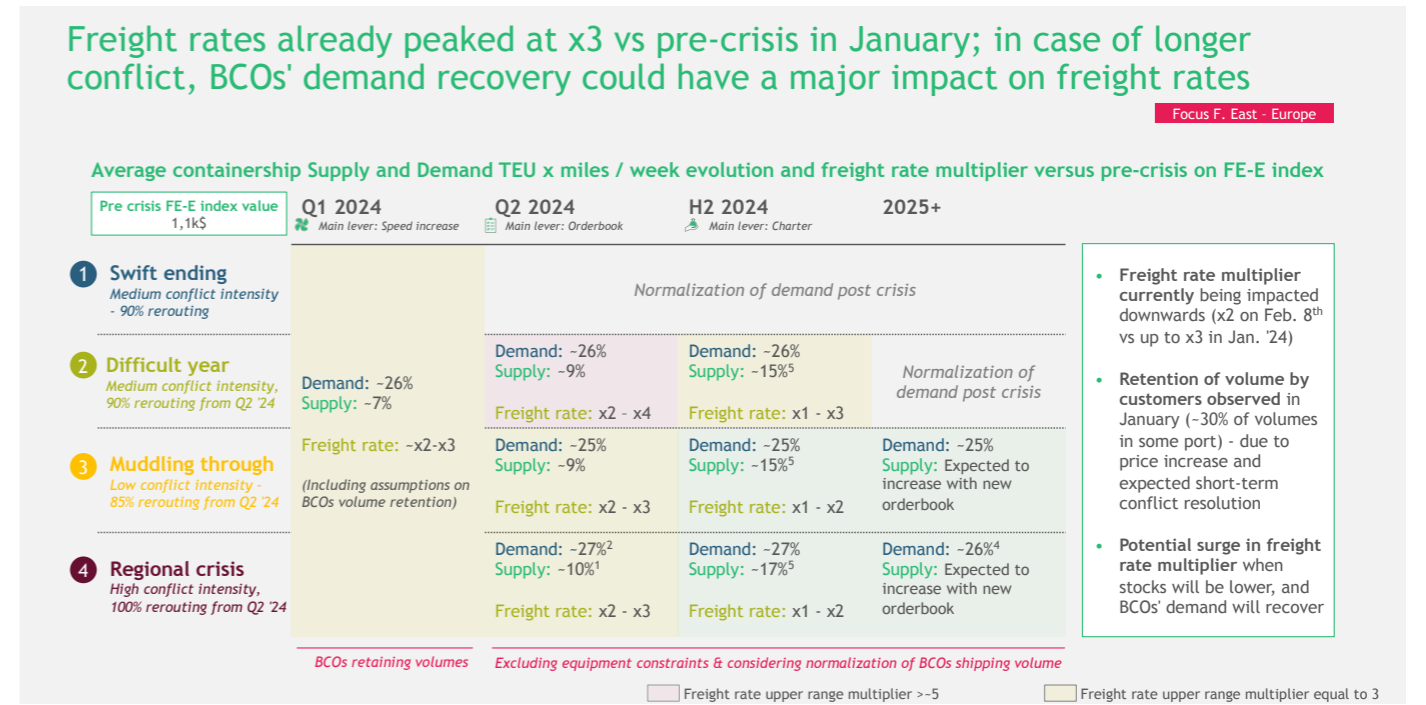 Freight rates already peaked at x3 vs pre-crisis in January; in case of longer
conflict, BCOs' demand recovery could have a major impact on freight rates
Focus F. East - Europe
Average containership Supply and Demand TEU x miles / week evolution and freight rate multiplier versus pre-crisis on FE-E index
Pre crisis FE-E index value
1,1k$
Q1 2024
Main lever: Speed increase
Q2 2024
Main lever: Orderbook
H2 2024
Main lever: Charter
2025+
1
Swift ending
Medium conflict intensity
- 90% rerouting
Normalization of demand post crisis
2
Difficult year
Medium conflict intensity,
90% rerouting from Q2 '24
Demand: ~26%
Supply: ~7%
Freight rate: ~x2-x3
(Including assumptions on
BCOs volume retention)
Demand: ~26%
Supply: ~9%
Freight rate: x2 - x4
Demand: ~26%
Supply: ~15%⁵
Freight rate: x1 - x3
Normalization of
demand post crisis
3
Muddling through
Low conflict intensity -
85% rerouting from Q2 '24
Demand: ~25%
Supply: ~9%
Freight rate: x2 - x3
Demand: ~25%
Supply: ~15%⁵
Freight rate: x1 - x2
Demand: ~25%
Supply: Expected to
increase with new
orderbook
4
Regional crisis
High conflict intensity,
100% rerouting from Q2 '24
Demand: ~27%²
Supply: ~10%¹
Freight rate: x2 - x3
Demand: ~27%
Supply: ~17%⁵
Freight rate: x1 - x2
Demand: ~26%⁴
Supply: Expected to
increase with new
orderbook
• Freight rate multiplier
currently being impacted
downwards (x2 on Feb. 8th
vs up to x3 in Jan. '24)
• Retention of volume by
customers observed in
January (~30% of volumes
in some port) - due to
price increase and
expected short-term
conflict resolution
• Potential surge in freight
rate multiplier when
stocks will be lower, and
BCOs' demand will recover
BCOs retaining volumes
Excluding equipment constraints & considering normalization of BCOs shipping volume
Freight rate upper range multiplier >~5
Freight rate upper range multiplier equal to 3